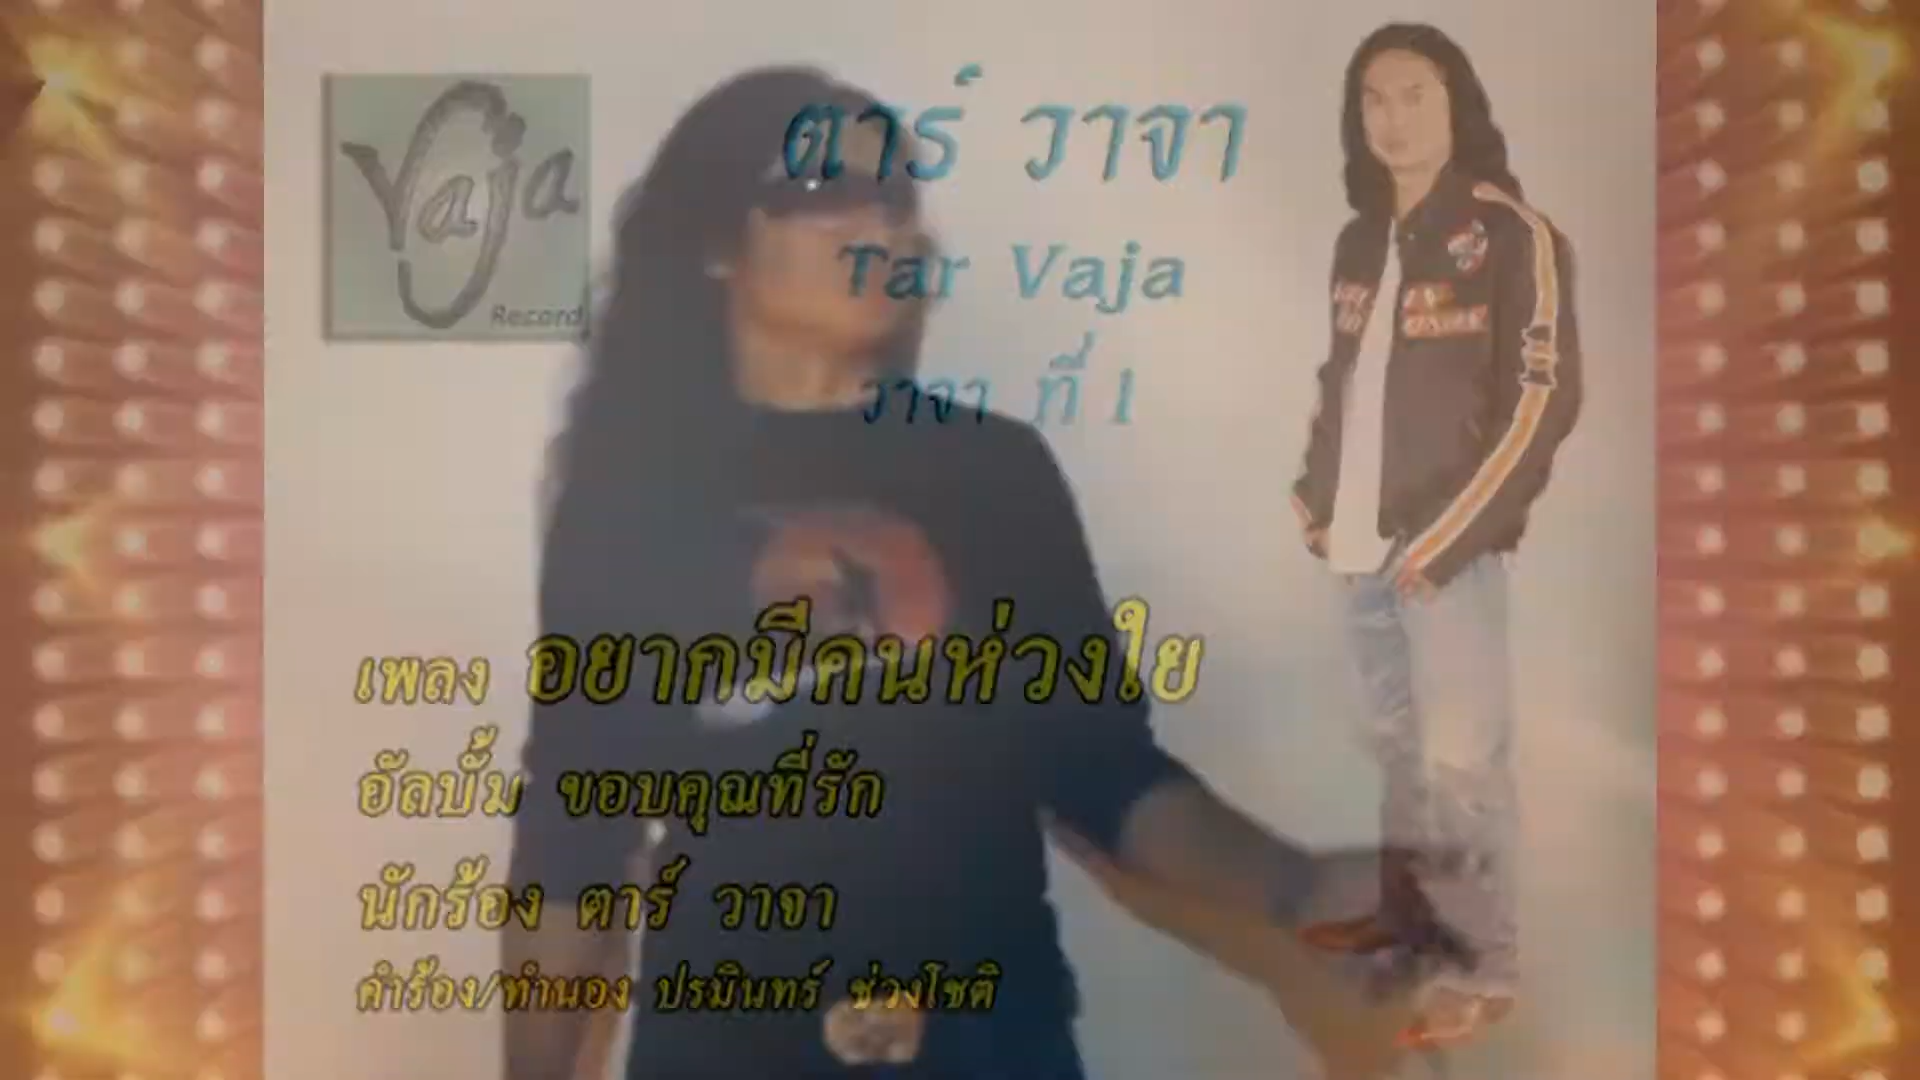 Vaja
Record
ตาร์ วาจา
Tar Vaja
วาจา ที่ 1
เพลง อยากมีคนห่วงใย
อัลบั้ม ขอบคุณที่รัก
นักร้อง ตาร์ วาจา
คำร้อง/ทำนอง ปรมินทร์ ช่วงโชติ